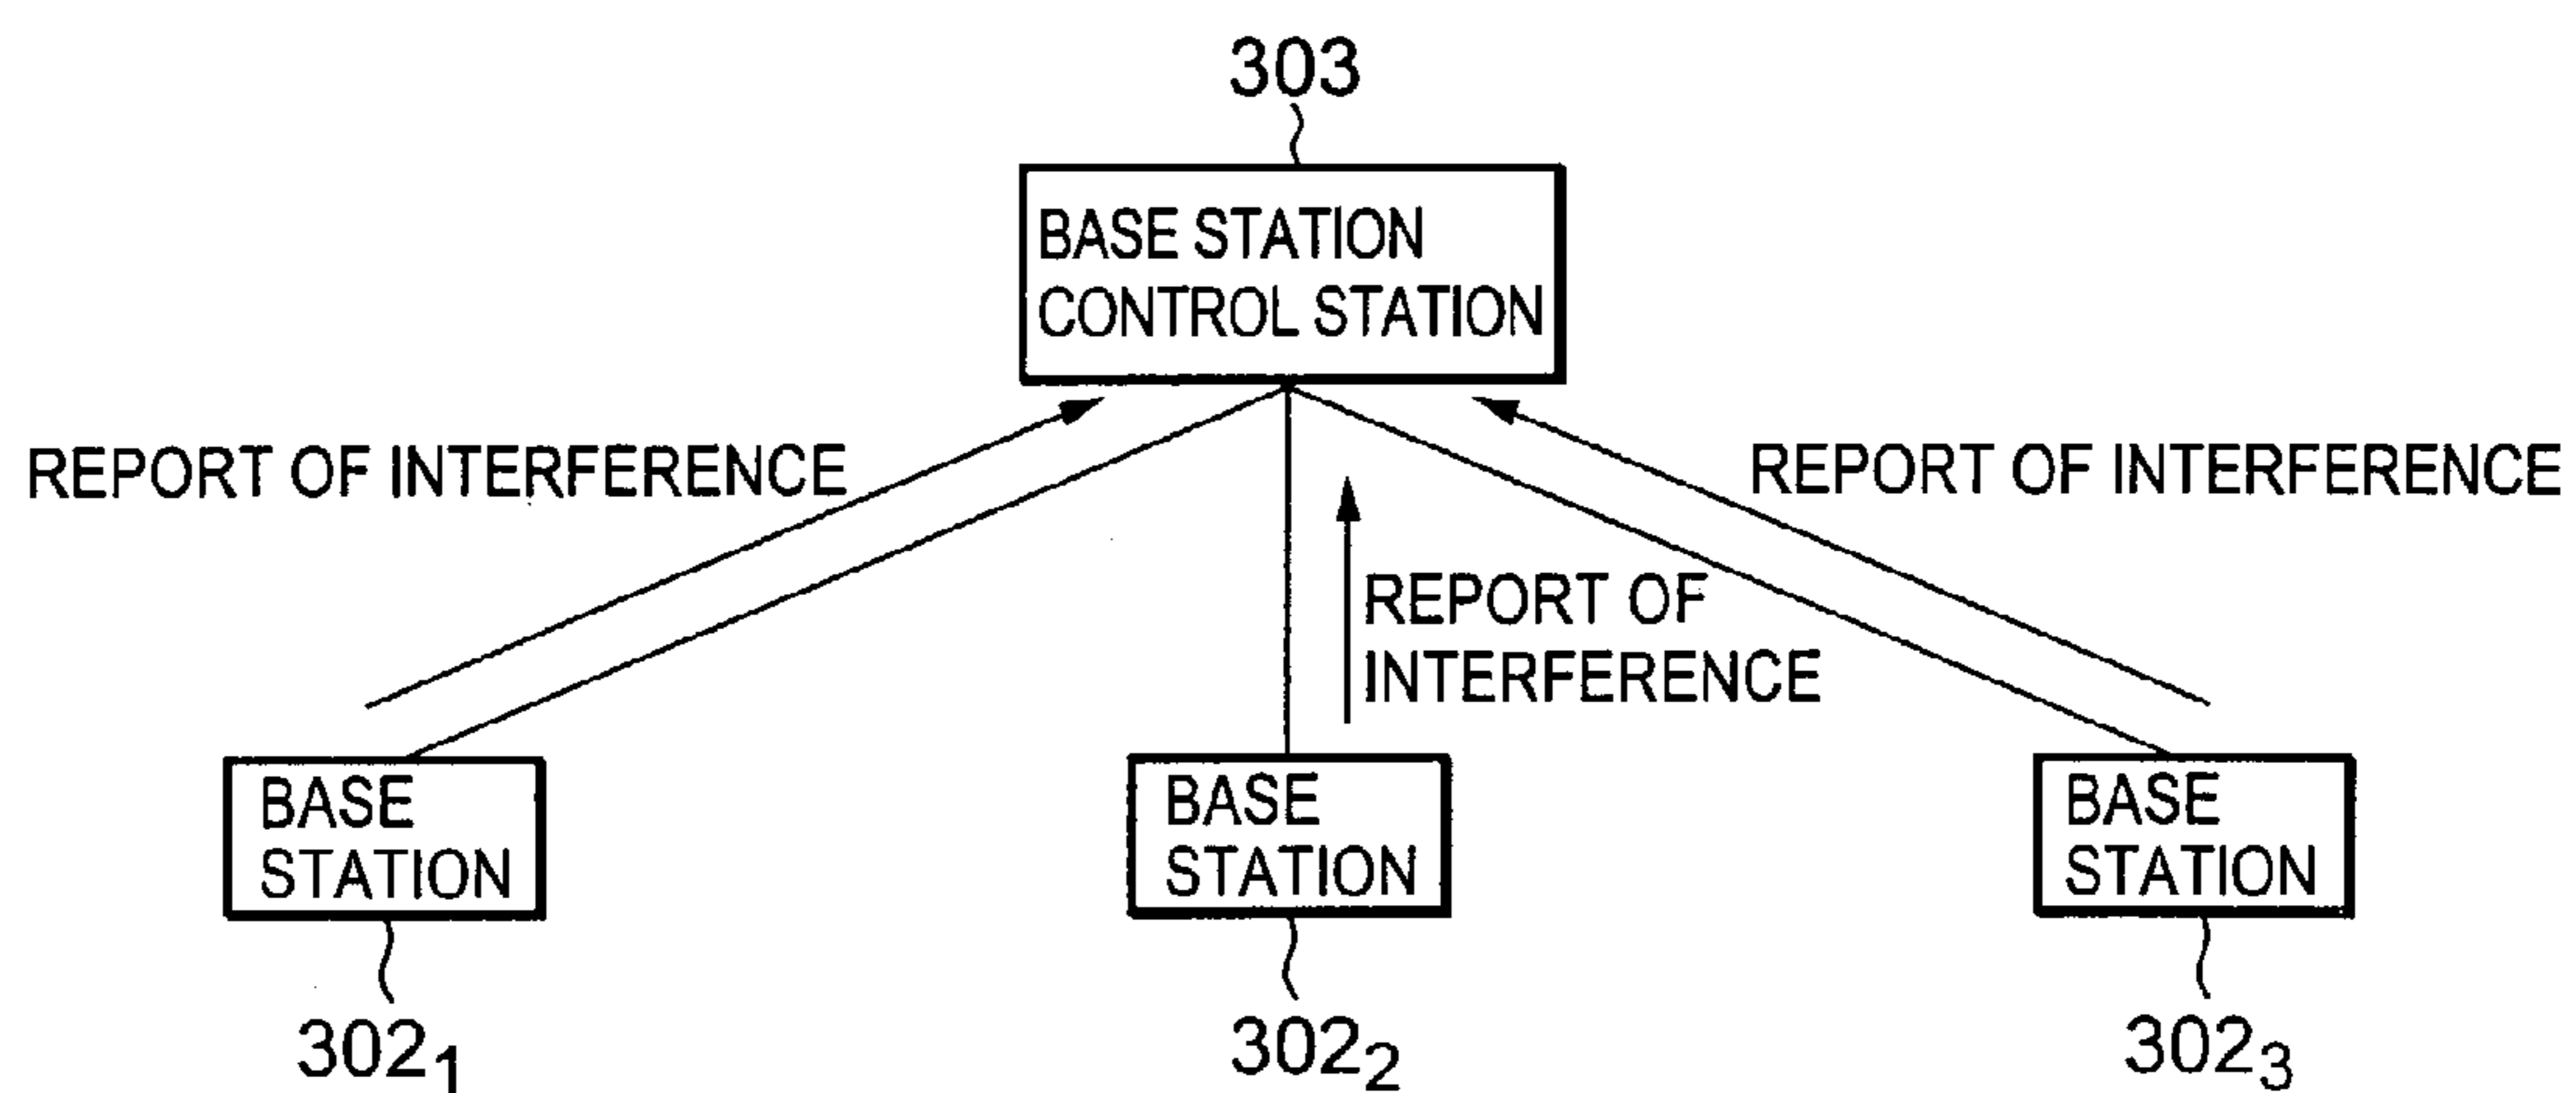 303
BASE STATION
CONTROL STATION
REPORT OF INTERFERENCE
REPORT OF INTERFERENCE
REPORT OF
INTERFERENCE
BASE
STATION
BASE
STATION
BASE
STATION
302₁
302₂
302₃